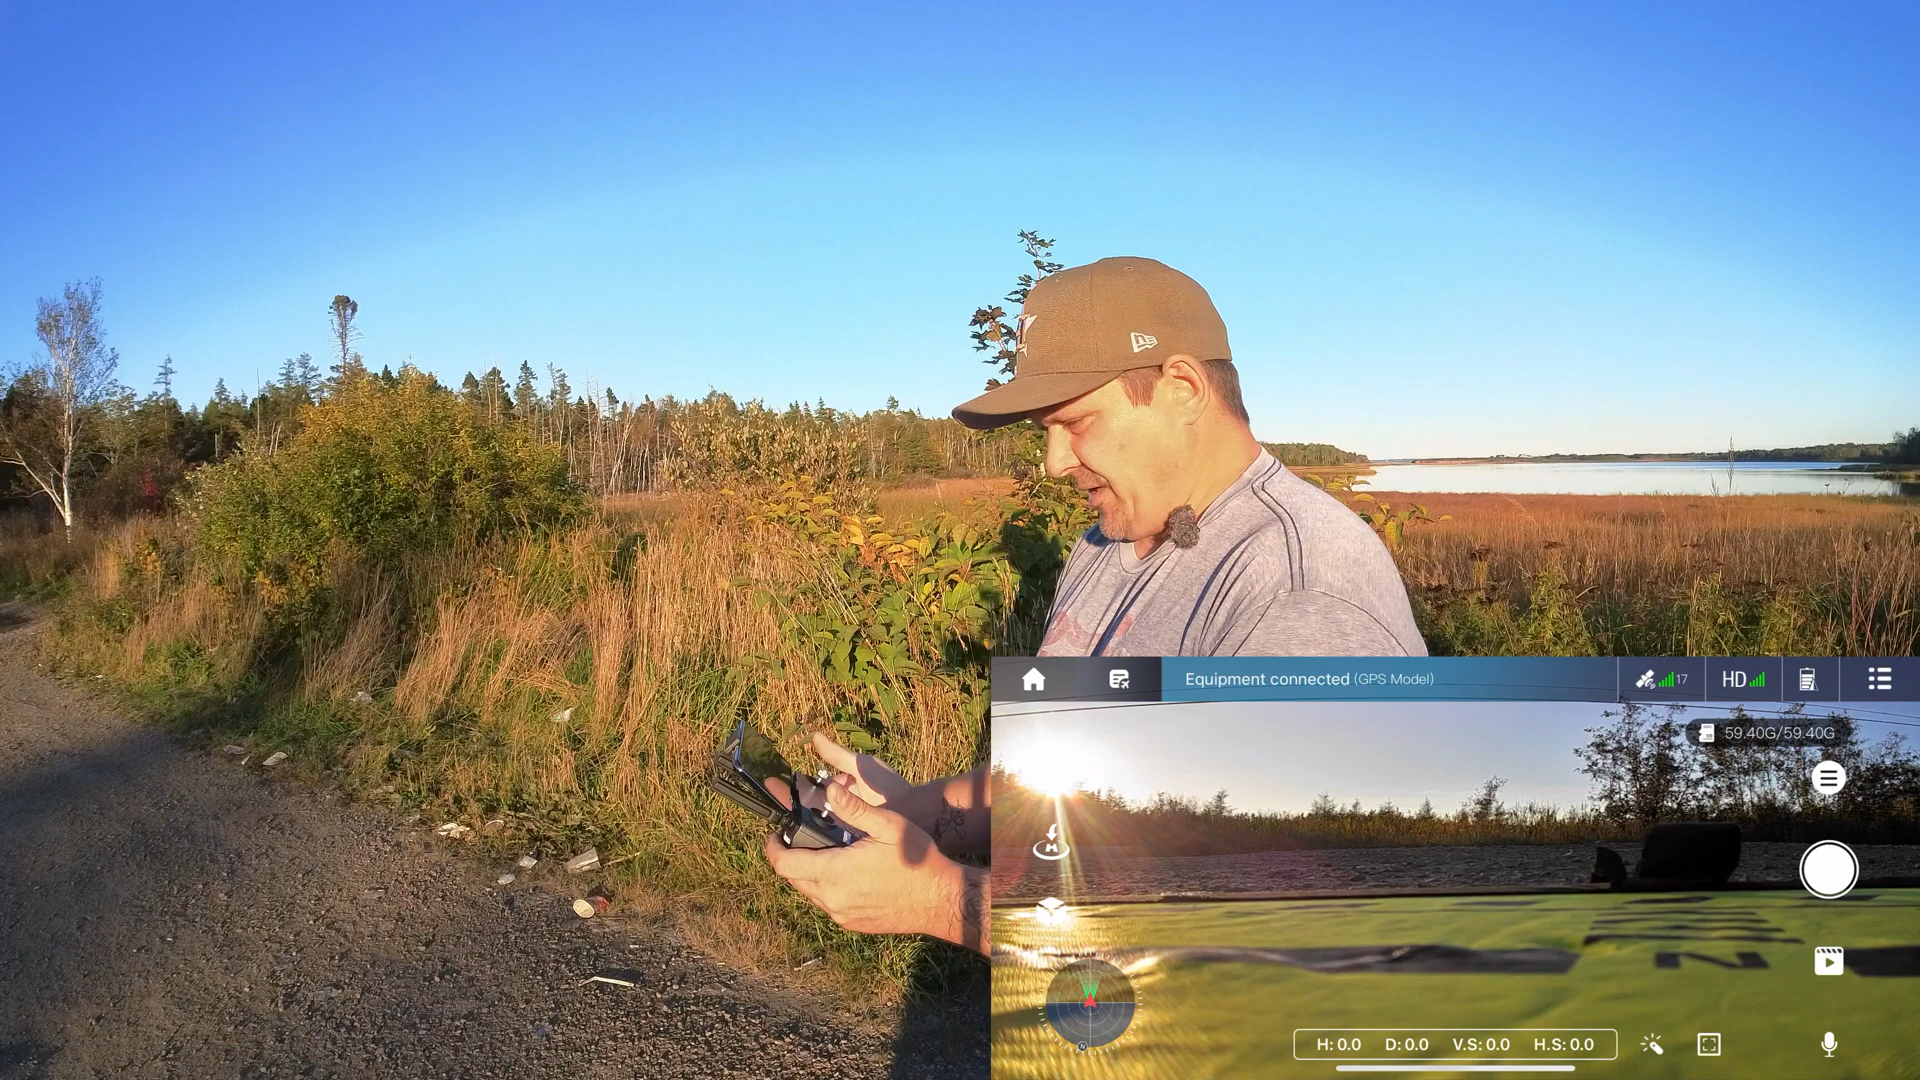 Equipment connected (GPS Model)
17
HD
59.40G/59.40G
H
W
N
N
H: 0.0 D: 0.0 V.S: 0.0 H.S: 0.0